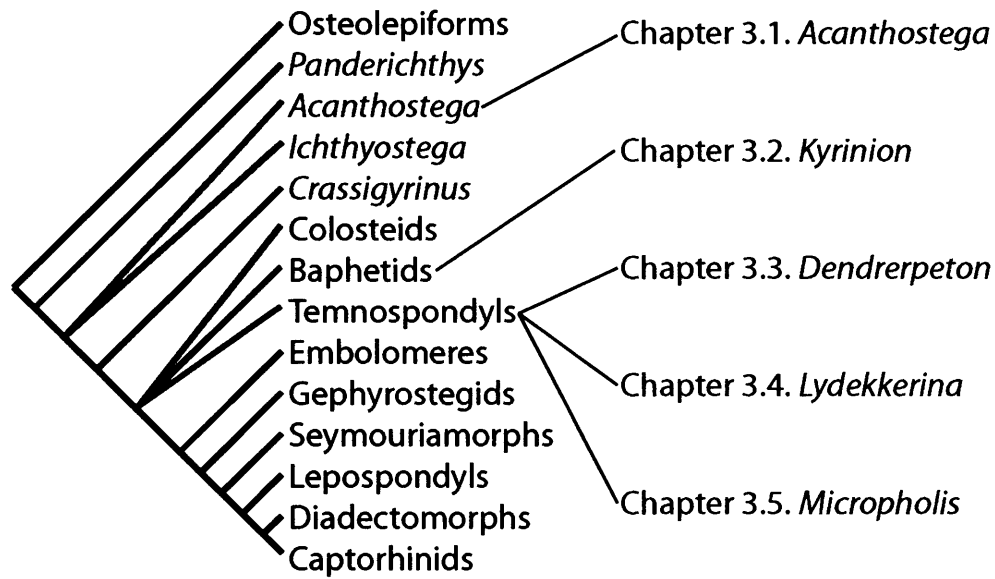 Osteolepiforms
Panderichthys
Acanthostega
Ichthyostega
Crassigyrinus
Colosteids
Baphetids
Temnospondyls
Embolomeres
Gephyrostegids
Seymouriamorphs
Lepospondyls
Diadectomorphs
Captorhinids
Chapter 3.1. Acanthostega
Chapter 3.2. Kyrinion
Chapter 3.3. Dendrerpeton
Chapter 3.4. Lydekkerina
Chapter 3.5. Micropholis